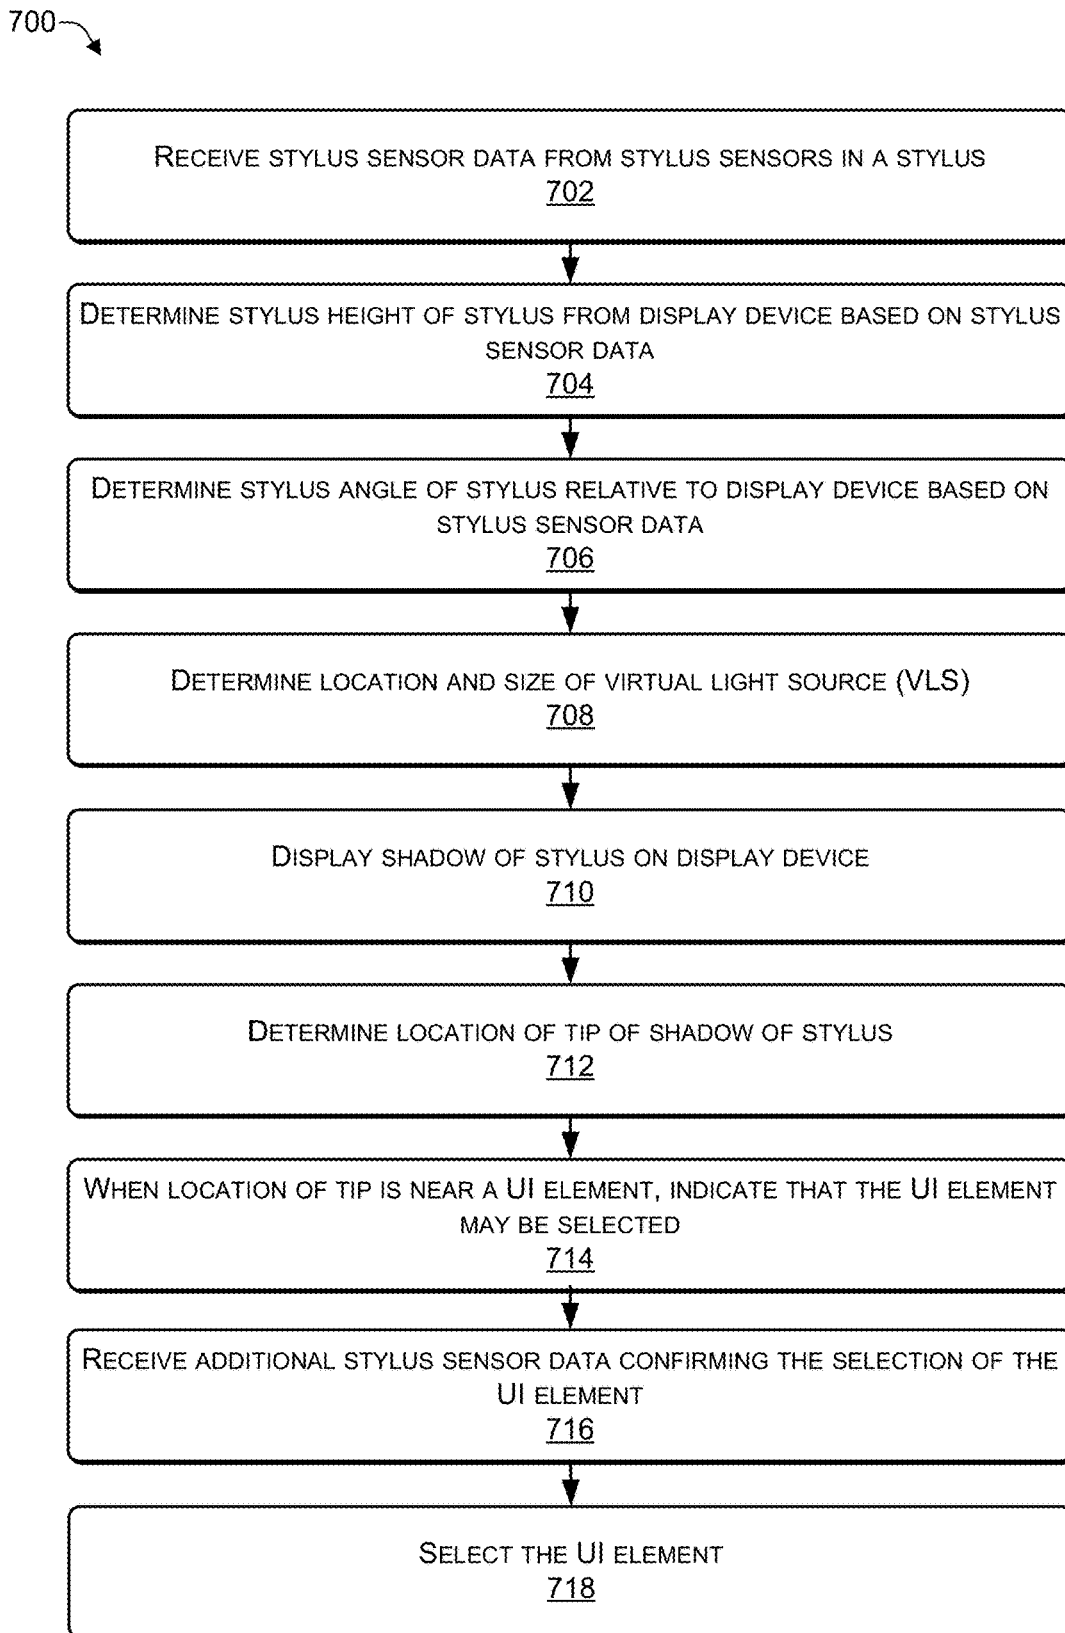 700
RECEIVE STYLUS SENSOR DATA FROM STYLUS SENSORS IN A STYLUS
702
DETERMINE STYLUS HEIGHT OF STYLUS FROM DISPLAY DEVICE BASED ON STYLUS
SENSOR DATA
704
DETERMINE STYLUS ANGLE OF STYLUS RELATIVE TO DISPLAY DEVICE BASED ON
STYLUS SENSOR DATA
706
DETERMINE LOCATION AND SIZE OF VIRTUAL LIGHT SOURCE (VLS)
708
DISPLAY SHADOW OF STYLUS ON DISPLAY DEVICE
710
DETERMINE LOCATION OF TIP OF SHADOW OF STYLUS
712
WHEN LOCATION OF TIP IS NEAR A UI ELEMENT, INDICATE THAT THE UI ELEMENT
MAY BE SELECTED
714
RECEIVE ADDITIONAL STYLUS SENSOR DATA CONFIRMING THE SELECTION OF THE
UI ELEMENT
716
SELECT THE UI ELEMENT
718